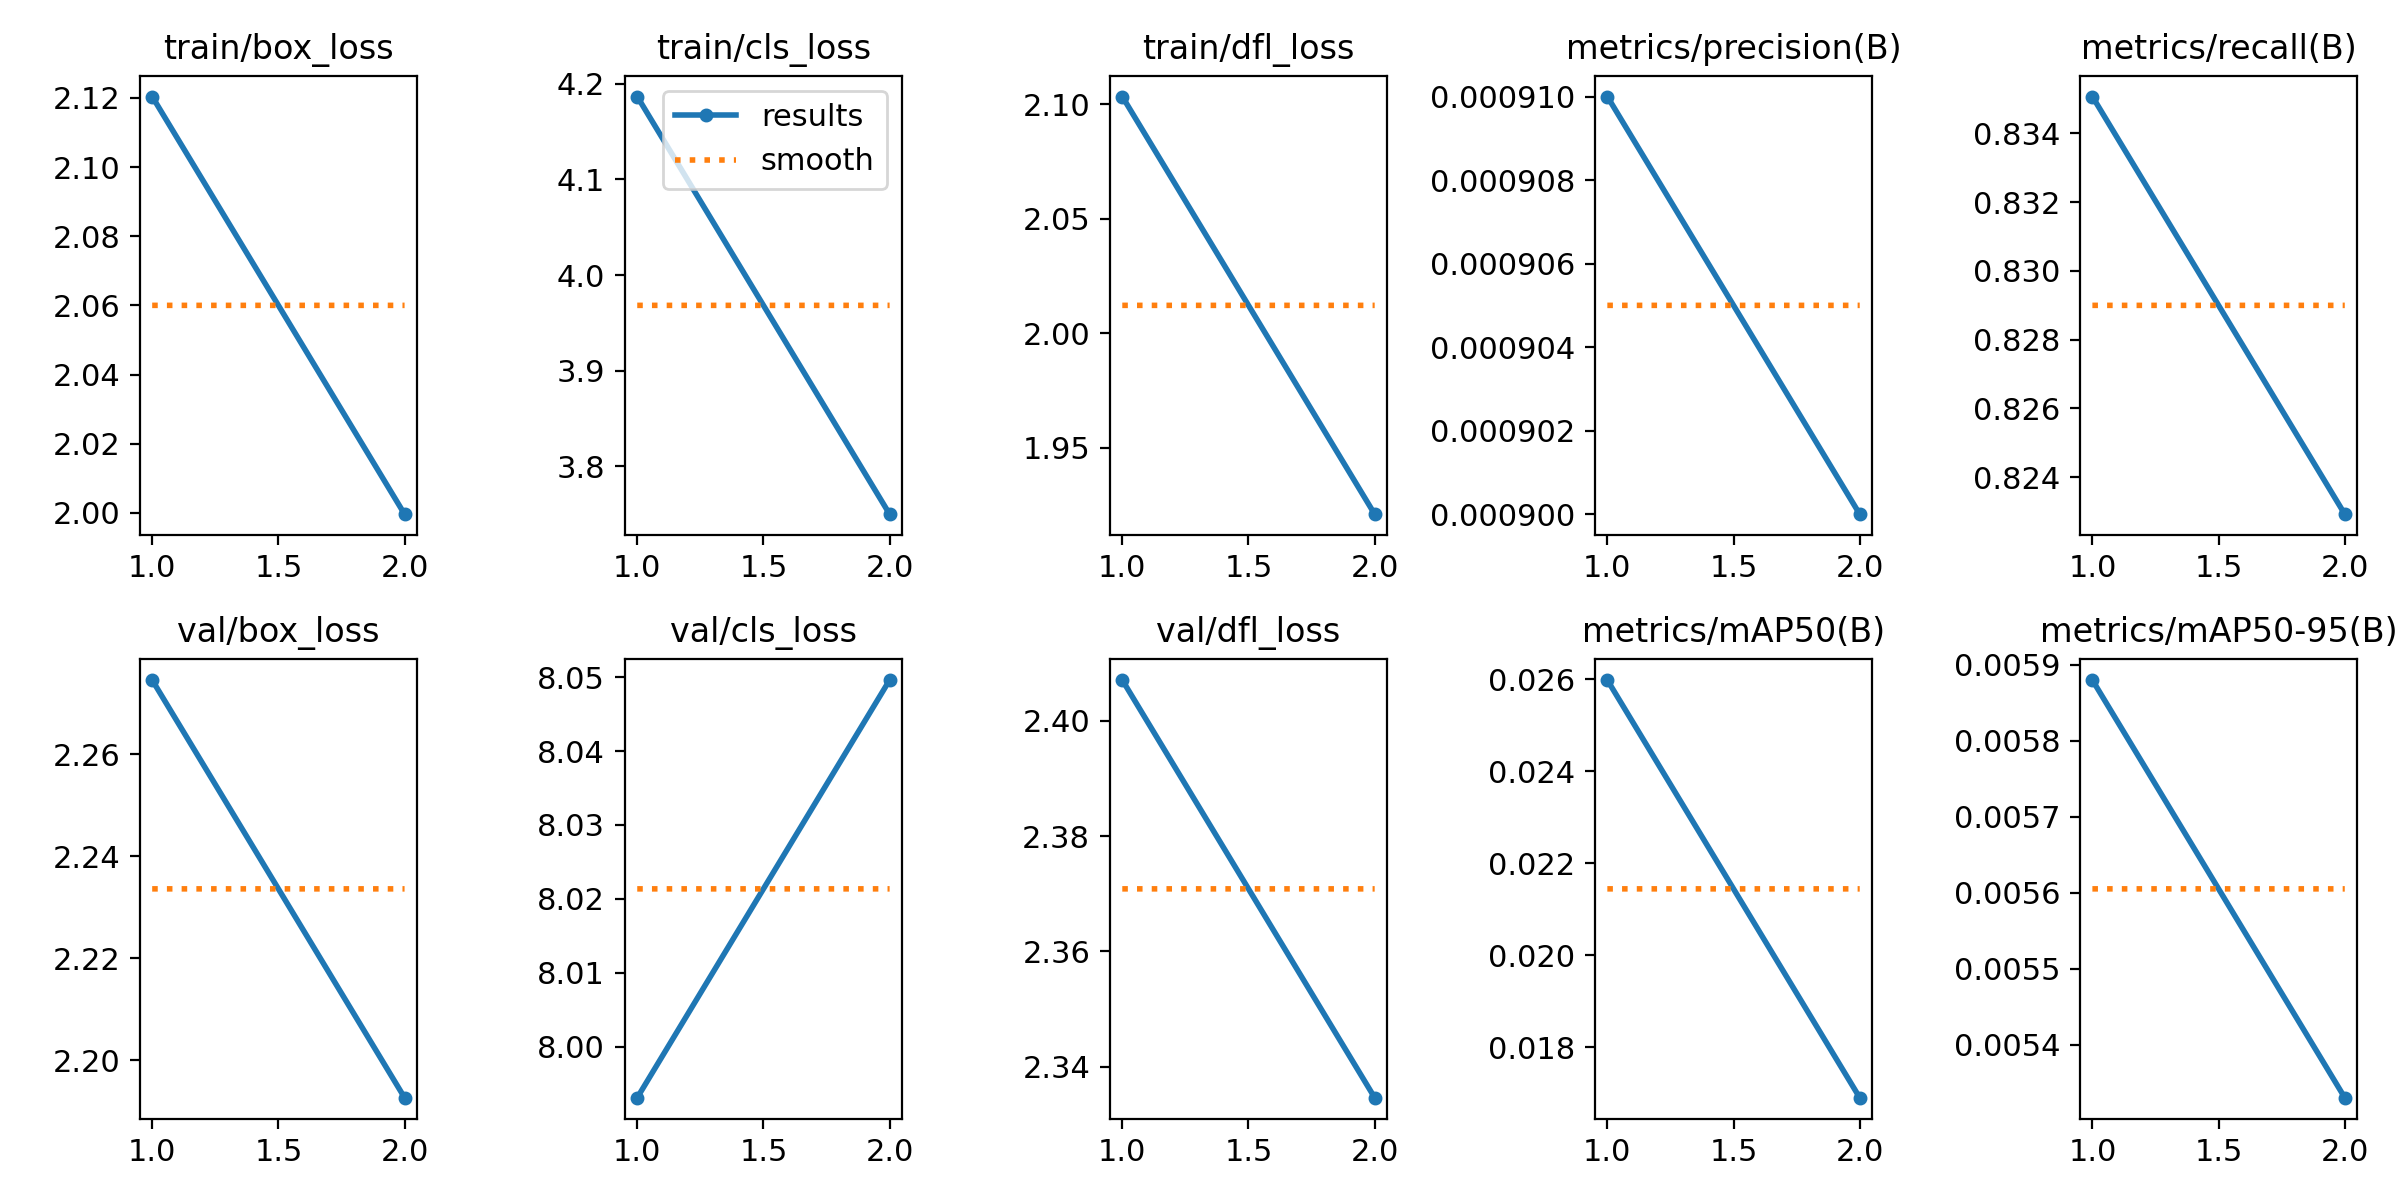 train/box_loss
2.12
2.10
2.08
2.06
2.04
2.02
2.00
1.0 1.5 2.0
train/cls_loss
results
smooth
4.2
4.1
4.0
3.9
3.8
1.0 1.5 2.0
train/dfl_loss
2.10
2.05
2.00
1.95
1.0 1.5 2.0
metrics/precision(B)
0.000910
0.000908
0.000906
0.000904
0.000902
0.000900
1.0 1.5 2.0
metrics/recall(B)
0.834
0.832
0.830
0.828
0.826
0.824
1.0 1.5 2.0
val/box_loss
2.26
2.24
2.22
2.20
1.0 1.5 2.0
val/cls_loss
8.05
8.04
8.03
8.02
8.01
8.00
1.0 1.5 2.0
val/dfl_loss
2.40
2.38
2.36
2.34
1.0 1.5 2.0
metrics/mAP50(B)
0.026
0.024
0.022
0.020
0.018
1.0 1.5 2.0
metrics/mAP50-95(B)
0.0059
0.0058
0.0057
0.0056
0.0055
0.0054
1.0 1.5 2.0